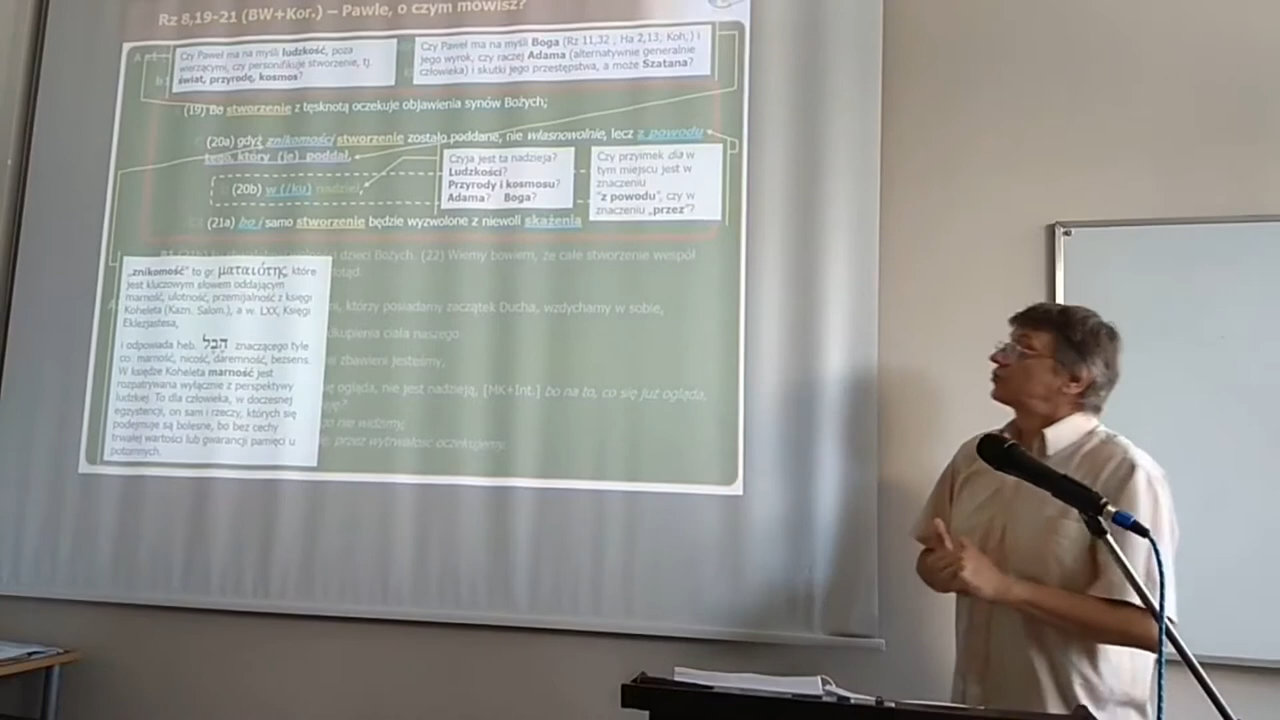 Rz 8,19-21 (BW+Kor.) – Pawle, o czym mówisz?
Czy Paweł ma na myśli ludzkość, poza
wierzącymi, czy personifikuje stworzenie, tj.
świat, przyrodę, kosmos?
Czy Paweł ma na myśli Boga (Rz 11,32 ; Ha 2,13; Koh.) i
jego wyrok, czy raczej Adama (alternatywnie generalnie
człowieka) i skutki jego przestępstwa, a może Szatana?
(19) Bo stworzenie z tęsknotą oczekuje objawienia synów Bożych;
(20a) gdyż znikomości stworzenie zostało poddane, nie własnowolnie, lecz z powodu
tego, który (je) poddał,
(20b) w (/ku) nadziei,
Czyja jest ta nadzieja?
Ludzkości?
Przyrody i kosmosu?
Adama? Boga?
Czy przyimek dia w
tym miejscu jest w
znaczeniu
"z powodu", czy w
znaczeniu „przez"?
(21a) bo i samo stworzenie będzie wyzwolone z niewoli skażenia
dzieci Bożych. (22) Wiemy bowiem, że całe stworzenie wespół
dotąd
„znikomość" to gr. ματαιότης, które
jest kluczowym słowem oddającym
marność, ulotność, przemijalność z księgi
Koheleta (Kazn. Salom.), a w. LXX, Księgi
Eklezjastesa,
i odpowiada heb. הֶבֶל znaczącego tyle
co: marność, nicość, daremność, bezsens.
W księdze Koheleta marność jest
rozpatrywana wyłącznie z perspektywy
ludzkiej. To dla człowieka, w doczesnej
egzystencji, on sam i rzeczy, których się
podejmuje są bolesne, bo bez cechy
trwałej wartości lub gwarancji pamięci u
potomnych.
którzy posiadamy zaczątek Ducha, wzdychamy w sobie,
odkupienia ciała naszego
zbawieni jesteśmy,
ogląda, nie jest nadzieją, [MK+Int.] bo na to, co się już ogląda,
nie widzimy,
przez wytrwałość oczekujemy.